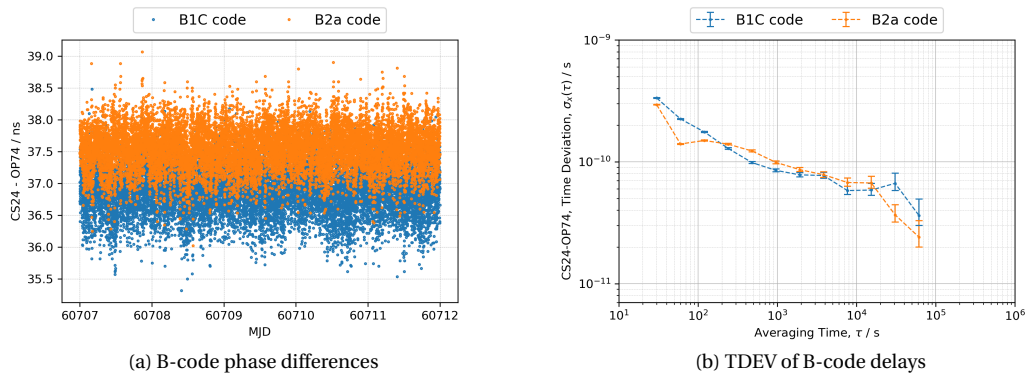 B1C code B2a code
39.0
38.5
38.0
37.5
37.0
36.5
36.0
35.5
CS24 - OP74 / ns
60707 60708 60709 60710 60711 60712
MJD
(a) B-code phase differences
B1C code B2a code
10⁻⁹
10⁻¹⁰
10⁻¹¹
CS24-OP74, Time Deviation, σₓ(τ) / s
10¹ 10² 10³ 10⁴ 10⁵ 10⁶
Averaging Time, τ / s
(b) TDEV of B-code delays